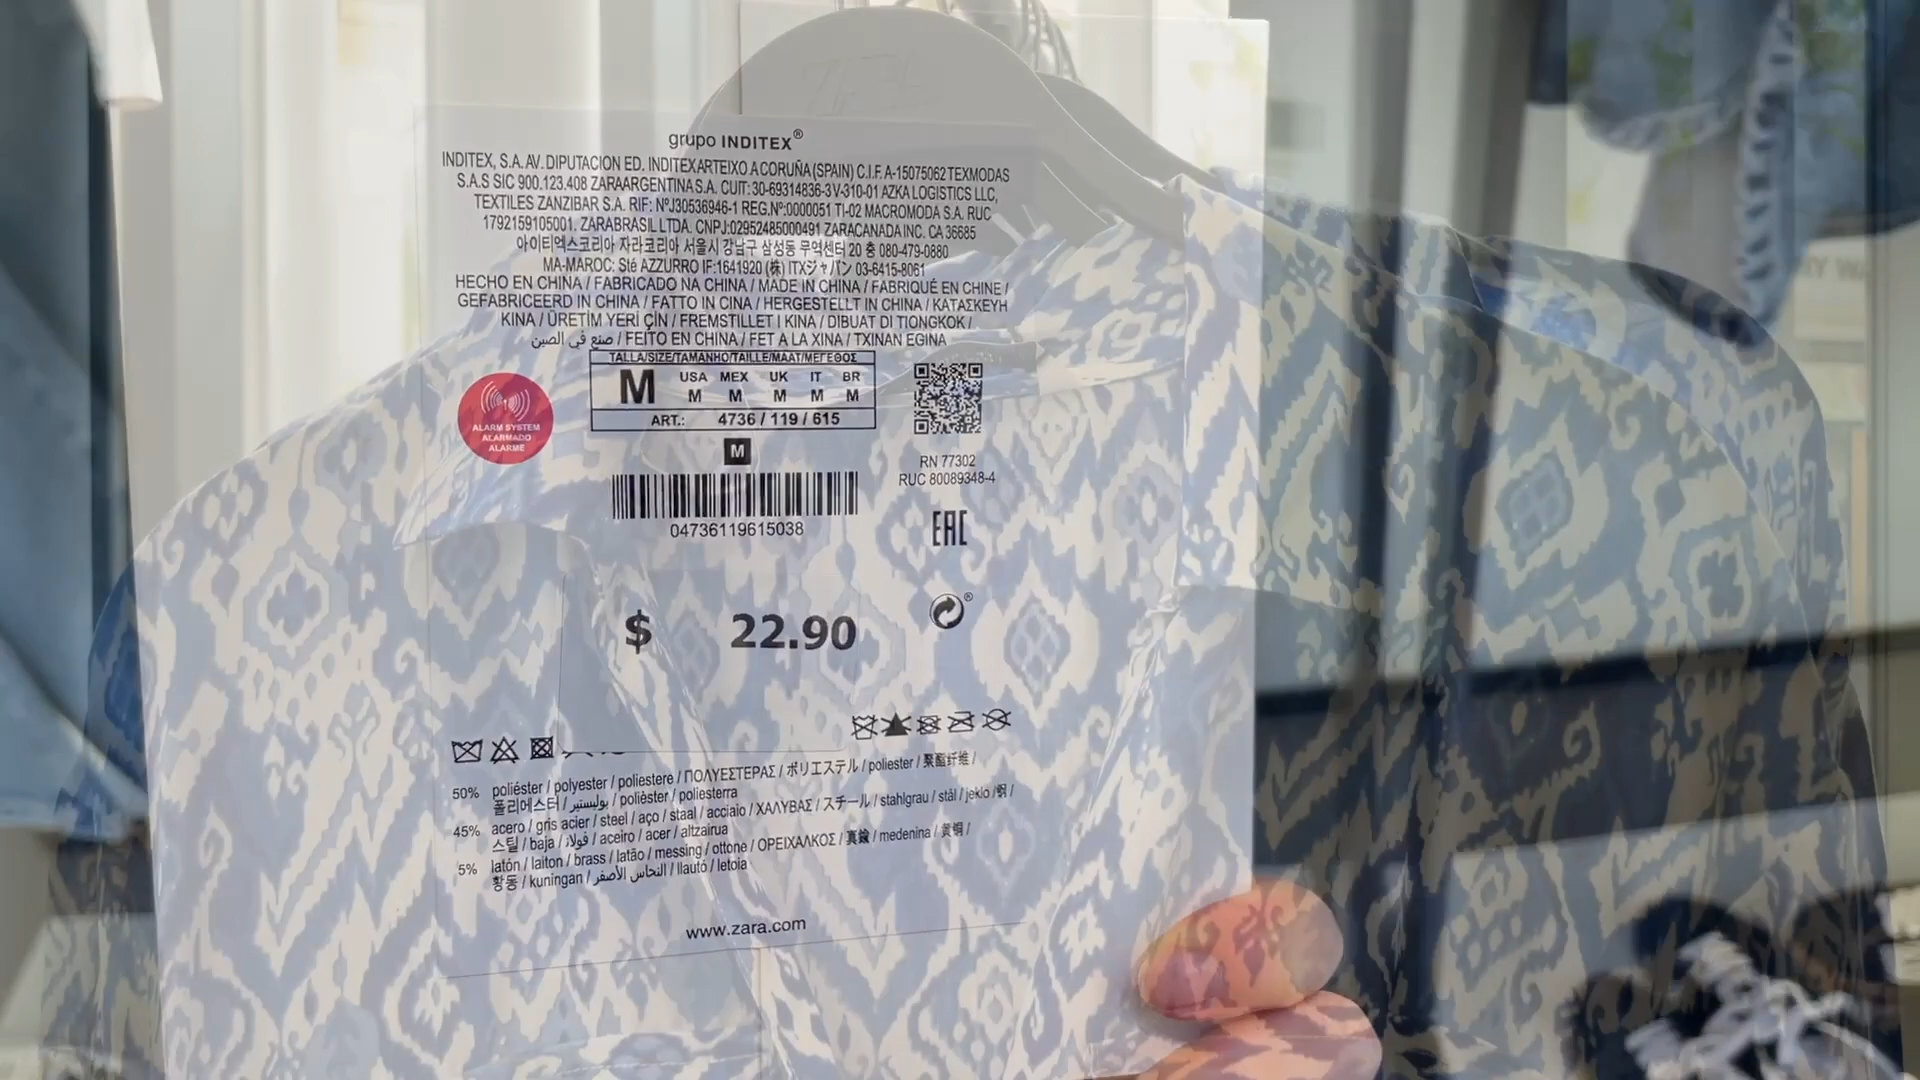 grupo INDITEX®
INDITEX, S.A. AV. DIPUTACION ED. INDITEX ARTEIXO A CORUÑA (SPAIN) C.I.F. A-15075062 TEXMODAS
S.A.S SIC 900.123.408 ZARA ARGENTINA S.A. CUIT: 30-69314836-3 V-310-01 AZKA LOGISTICS LLC,
TEXTILES ZANZIBAR S.A. RIF: NºJ30536946-1 REG.Nº:0000051 TI-02 MACROMODA S.A. RUC
1792159105001. ZARA BRASIL LTDA. CNPJ:02952485000491 ZARA CANADA INC. CA 36685
아이티엑스코리아 자라코리아 서울시 강남구 삼성동 무역센터 20 층 080-479-0880
MA-MAROC: Sté AZZURRO IF:1641920 (株) ITXジャパン 03-6415-8061
HECHO EN CHINA / FABRICADO NA CHINA / MADE IN CHINA / FABRIQUÉ EN CHINE /
GEFABRICEERD IN CHINA / FATTO IN CINA / HERGESTELLT IN CHINA / ΚΑΤΑΣΚΕΥΗ
ΚΙΝΑ / ÜRETİM YERİ ÇİN / FREMSTILLET I KINA / DIBUAT DI TIONGKOK /
صنع في الصين / FEITO EN CHINA / FET A LA XINA / TXINAN EGINA
TALLA/SIZE/TAMANHO/TAILLE/MAAT/ΜΕΓΕΘΟΣ
M USA MEX UK IT BR
M M M M M
ART.: 4736 / 119 / 615
ALARM SYSTEM
ALARMADO
ALARME
M
RN 77302
RUC 80089348-4
04736119615038
EAC
$ 22.90
50% poliéster / polyester / poliestere / ΠΟΛΥΕΣΤΕΡΑΣ / ポリエステル / poliester / 聚酯纤维 /
폴리에스터 / بوليستير / polièster / poliesterra
45% acero / gris acier / steel / aço / staal / acciaio / ΧΑΛΥΒΑΣ / スチール / stahlgrau / stål / jeklo / 钢 /
스틸 / baja / فولاذ / aceiro / acer / altzairua
5% latón / laiton / brass / latão / messing / ottone / ΟΡΕΙΧΑΛΚΟΣ / 真鍮 / medenina / 黄铜 /
황동 / kuningan / النحاس الأصفر / llautó / letoia
www.zara.com